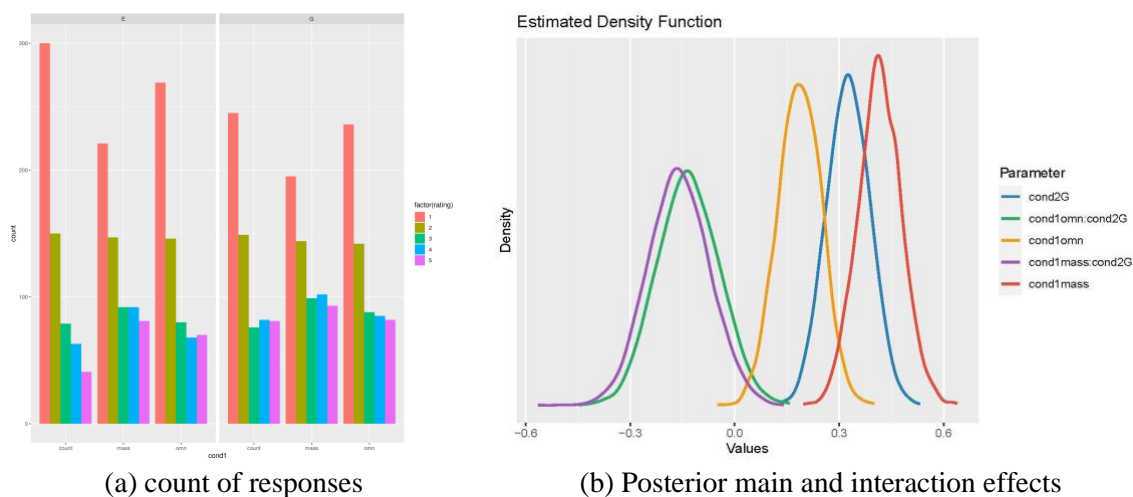 E
G
300
200
100
0
count
count
mass
omn
count
mass
omn
cond1
factor(rating)
1
2
3
4
5
Estimated Density Function
Density
−0.6
−0.3
0.0
0.3
0.6
Values
Parameter
cond2G
cond1omn:cond2G
cond1omn
cond1mass:cond2G
cond1mass
(a) count of responses
(b) Posterior main and interaction effects